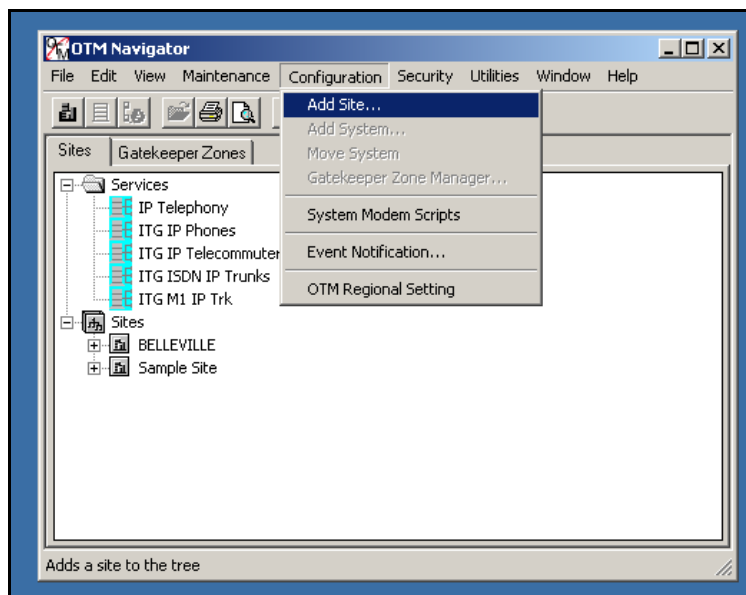 OTM Navigator
File Edit View Maintenance Configuration Security Utilities Window Help
Add Site...
Add System...
Move System
Gatekeeper Zone Manager...
System Modem Scripts
Event Notification...
OTM Regional Setting
Sites Gatekeeper Zones
Services
IP Telephony
ITG IP Phones
ITG IP Telecommuter
ITG ISDN IP Trunks
ITG M1 IP Trk
Sites
BELLEVILLE
Sample Site
Adds a site to the tree